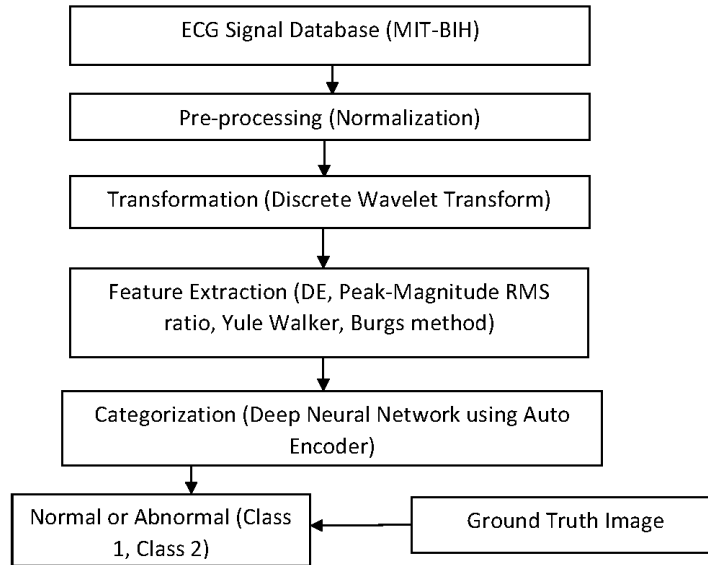 ECG Signal Database (MIT-BIH)
Pre-processing (Normalization)
Transformation (Discrete Wavelet Transform)
Feature Extraction (DE, Peak-Magnitude RMS
ratio, Yule Walker, Burgs method)
Categorization (Deep Neural Network using Auto
Encoder)
Normal or Abnormal (Class
1, Class 2)
Ground Truth Image